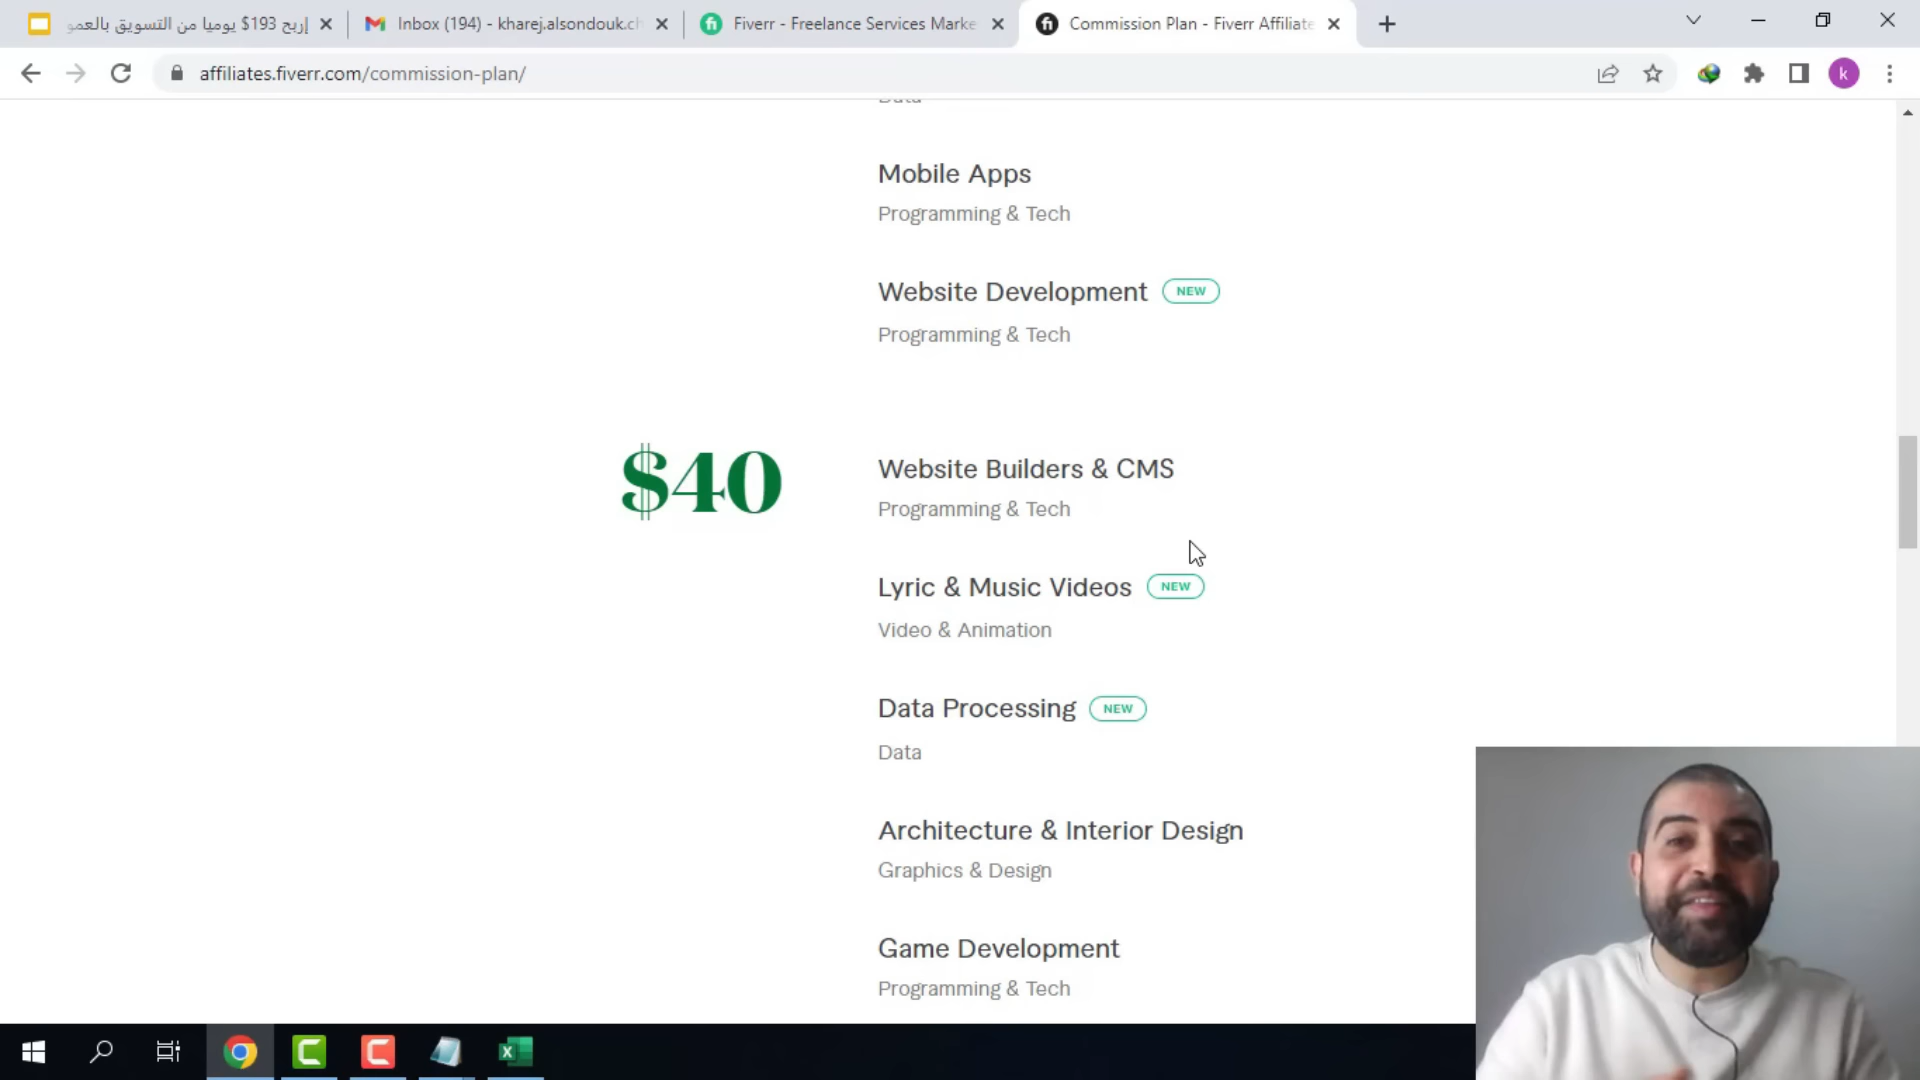 إربح 193$ يوميا من التسويق بالعمو
Inbox (194) - kharej.alsondouk.ch
Fiverr - Freelance Services Marke
Commission Plan - Fiverr Affiliate
affiliates.fiverr.com/commission-plan/
k
Data
Mobile Apps
Programming & Tech
Website Development NEW
Programming & Tech
$40
Website Builders & CMS
Programming & Tech
Lyric & Music Videos NEW
Video & Animation
Data Processing NEW
Data
Architecture & Interior Design
Graphics & Design
Game Development
Programming & Tech